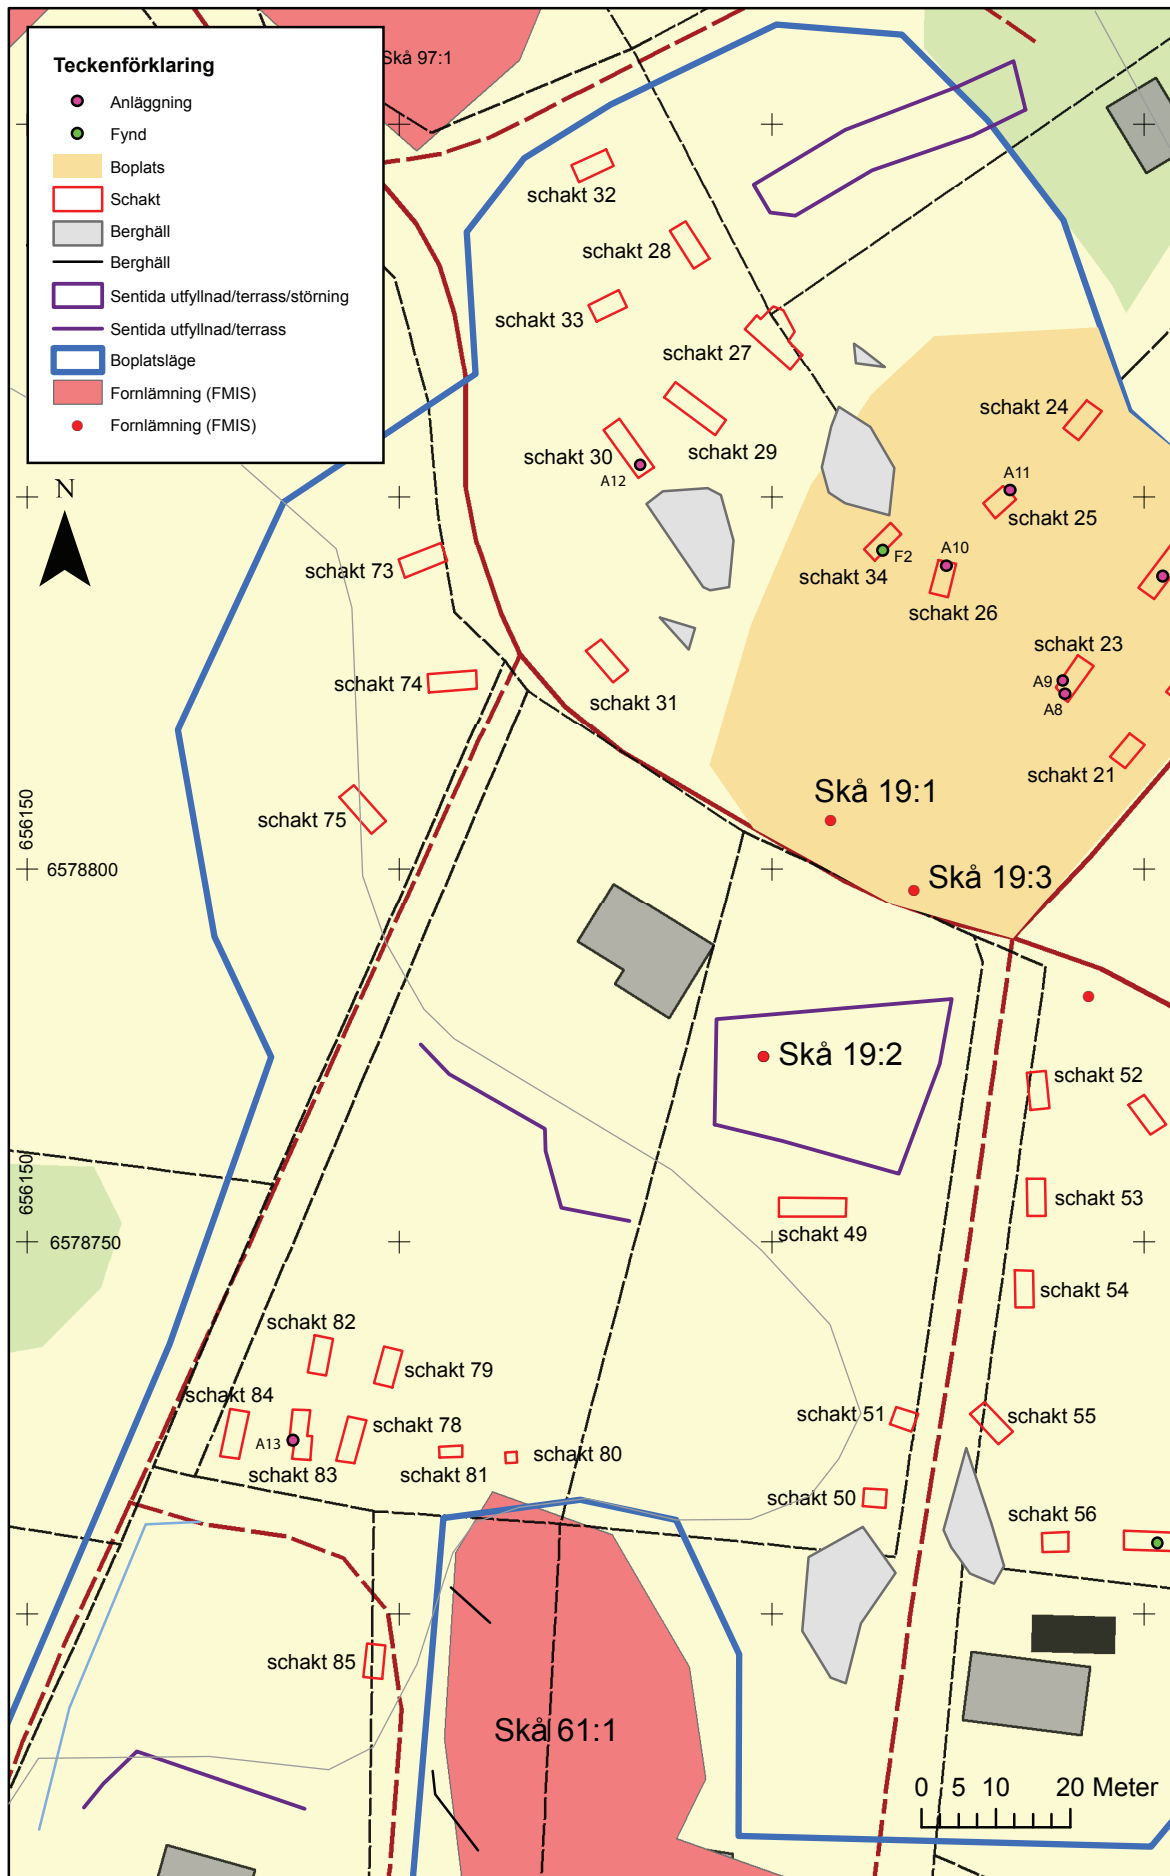 Skå 97:1
Teckenförklaring
Anläggning
Fynd
Boplats
Schakt
Berghäll
Berghäll
Sentida utfyllnad/terrass/störning
Sentida utfyllnad/terrass
Boplatsläge
Fornlämning (FMIS)
Fornlämning (FMIS)
N
schakt 32
schakt 28
schakt 33
schakt 27
schakt 24
schakt 29
schakt 30
A12
A11
schakt 25
F2
A10
schakt 34
schakt 26
schakt 73
schakt 23
A9
A8
schakt 74
schakt 31
schakt 21
Skå 19:1
schakt 75
656150
6578800
Skå 19:3
Skå 19:2
schakt 52
656150
schakt 53
schakt 49
6578750
schakt 54
schakt 82
schakt 79
schakt 84
schakt 78
A13
schakt 83
schakt 81
schakt 80
schakt 51
schakt 55
schakt 50
schakt 56
schakt 85
Skå 61:1
0 5 10 20 Meter